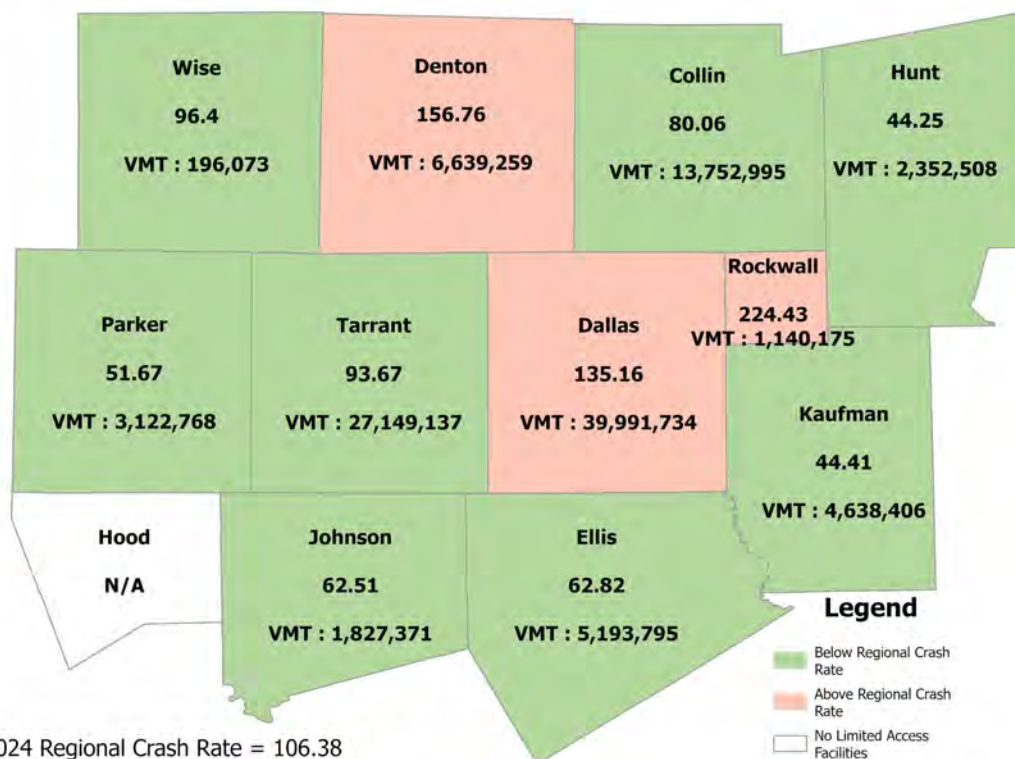 Wise
96.4
VMT : 196,073
Denton
156.76
VMT : 6,639,259
Collin
80.06
VMT : 13,752,995
Hunt
44.25
VMT : 2,352,508
Parker
51.67
VMT : 3,122,768
Tarrant
93.67
VMT : 27,149,137
Dallas
135.16
VMT : 39,991,734
Rockwall
224.43
VMT : 1,140,175
Kaufman
44.41
VMT : 4,638,406
Hood
N/A
Johnson
62.51
VMT : 1,827,371
Ellis
62.82
VMT : 5,193,795
Legend
Below Regional Crash
Rate
Above Regional Crash
Rate
No Limited Access
Facilities
024 Regional Crash Rate = 106.38